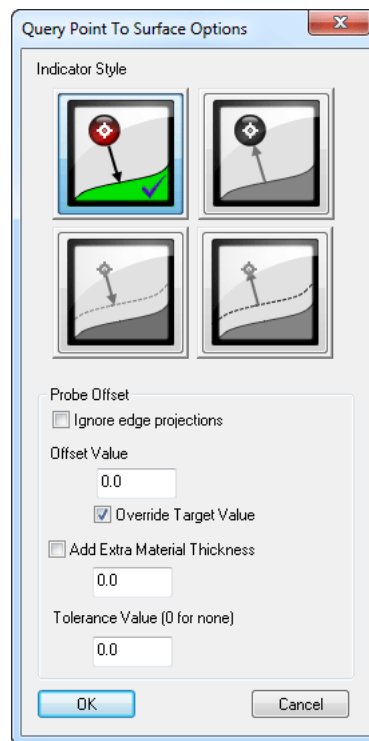 Query Point To Surface Options
Indicator Style
Probe Offset
Ignore edge projections
Offset Value
0.0
Override Target Value
Add Extra Material Thickness
0.0
Tolerance Value (0 for none)
0.0
OK Cancel